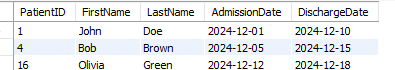 PatientID FirstName LastName AdmissionDate DischargeDate
1 John Doe 2024-12-01 2024-12-10
4 Bob Brown 2024-12-05 2024-12-15
16 Olivia Green 2024-12-12 2024-12-18